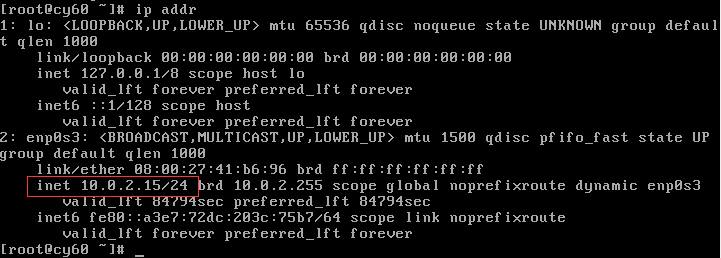 [root@cy60 ~]# ip addr
1: lo: <LOOPBACK,UP,LOWER_UP> mtu 65536 qdisc noqueue state UNKNOWN group defaul
t qlen 1000
    link/loopback 00:00:00:00:00:00 brd 00:00:00:00:00:00
    inet 127.0.0.1/8 scope host lo
       valid_lft forever preferred_lft forever
    inet6 ::1/128 scope host
       valid_lft forever preferred_lft forever
2: enp0s3: <BROADCAST,MULTICAST,UP,LOWER_UP> mtu 1500 qdisc pfifo_fast state UP
group default qlen 1000
    link/ether 08:00:27:41:b6:96 brd ff:ff:ff:ff:ff:ff
    inet 10.0.2.15/24 brd 10.0.2.255 scope global noprefixroute dynamic enp0s3
       valid_lft 84794sec preferred_lft 84794sec
    inet6 fe80::a3e7:72dc:203c:75b7/64 scope link noprefixroute
       valid_lft forever preferred_lft forever
[root@cy60 ~]# _